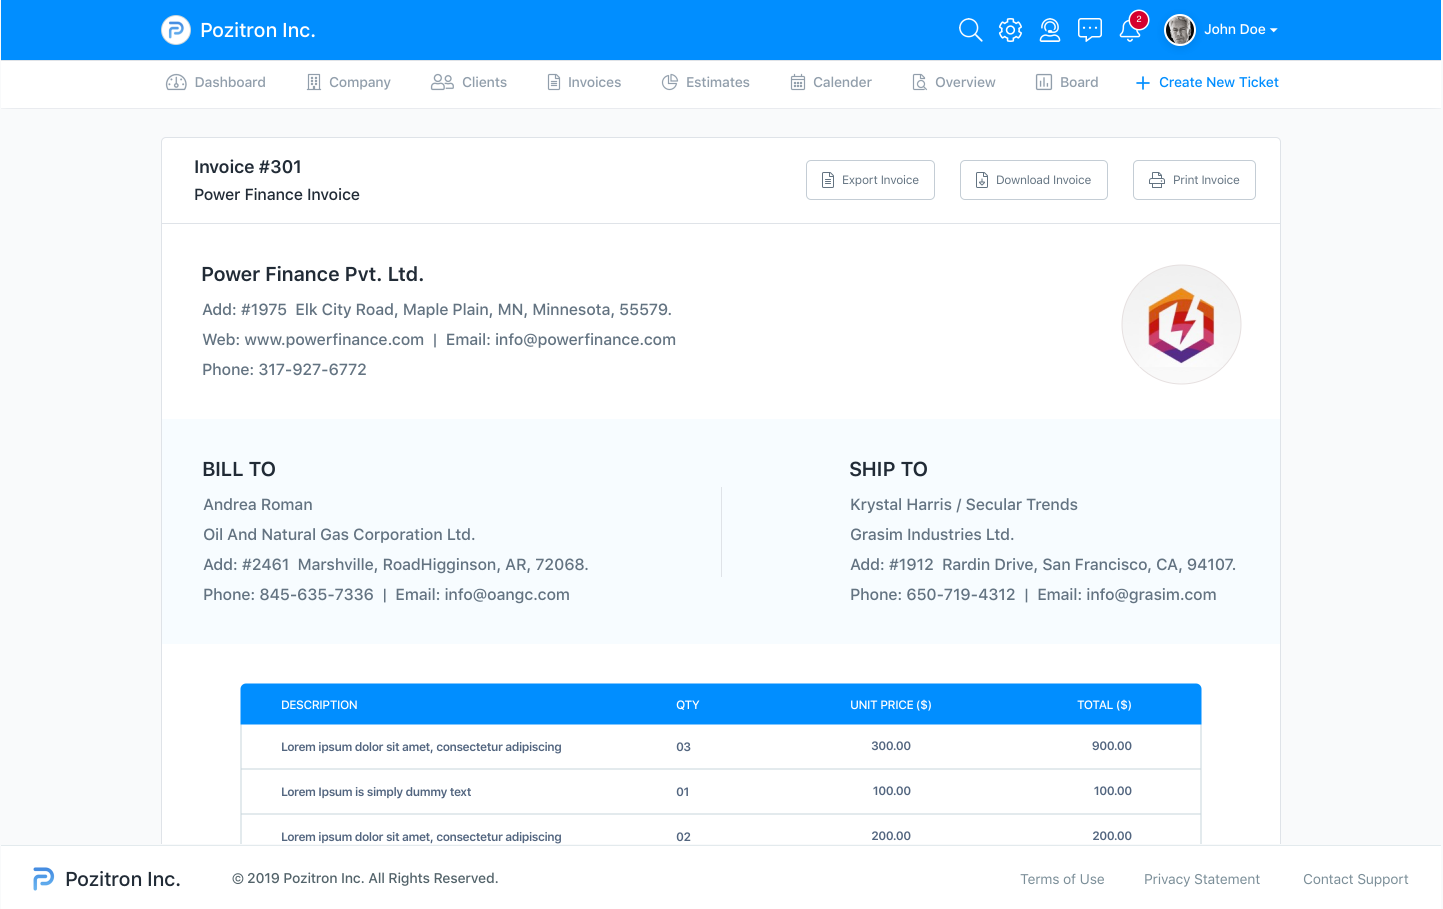 Pozitron Inc.
2
John Doe
Dashboard
Company
Clients
Invoices
Estimates
Calender
Overview
Board
Create New Ticket
Invoice #301
Power Finance Invoice
Export Invoice
Download Invoice
Print Invoice
Power Finance Pvt. Ltd.
Add: #1975 Elk City Road, Maple Plain, MN, Minnesota, 55579.
Web: www.powerfinance.com | Email: info@powerfinance.com
Phone: 317-927-6772
BILL TO
Andrea Roman
Oil And Natural Gas Corporation Ltd.
Add: #2461 Marshville, RoadHigginson, AR, 72068.
Phone: 845-635-7336 | Email: info@oangc.com
SHIP TO
Krystal Harris / Secular Trends
Grasim Industries Ltd.
Add: #1912 Rardin Drive, San Francisco, CA, 94107.
Phone: 650-719-4312 | Email: info@grasim.com
DESCRIPTION QTY UNIT PRICE ($) TOTAL ($)
Lorem ipsum dolor sit amet, consectetur adipiscing 03 300.00 900.00
Lorem Ipsum is simply dummy text 01 100.00 100.00
Lorem ipsum dolor sit amet, consectetur adipiscing 02 200.00 200.00
Pozitron Inc.
© 2019 Pozitron Inc. All Rights Reserved.
Terms of Use
Privacy Statement
Contact Support